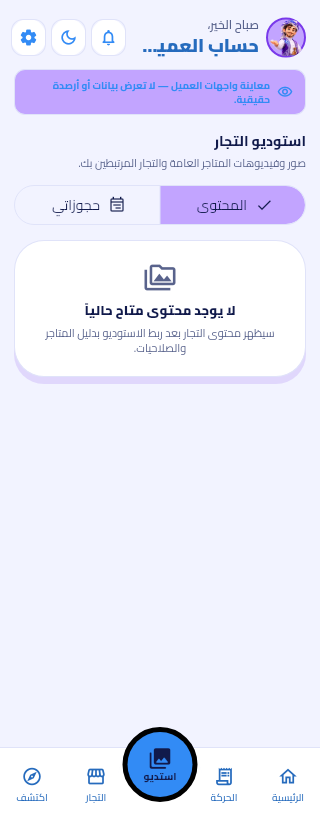 صباح الخير،
حساب العميـ...
معاينة واجهات العميل — لا تعرض بيانات أو أرصدة
حقيقية.
استوديو التجار
صور وفيديوهات المتاجر العامة والتجار المرتبطين بك.
المحتوى
حجوزاتي
لا يوجد محتوى متاح حالياً
سيظهر محتوى التجار بعد ربط الاستوديو بدليل المتاجر
والصلاحيات.
الرئيسية
الحركة
استديو
التجار
اكتشف